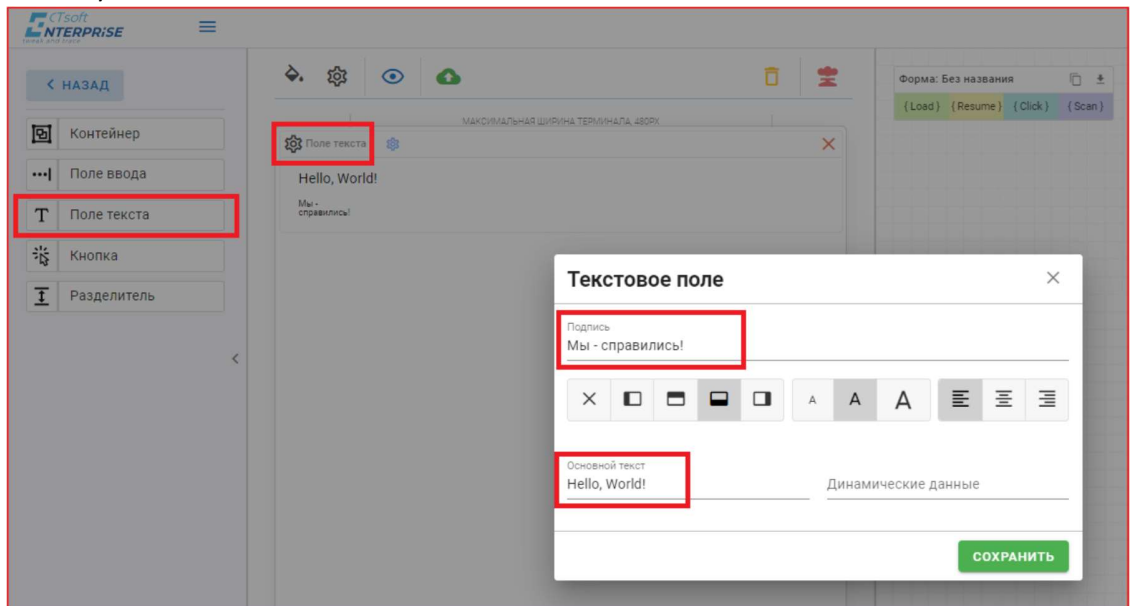 CTsoft
ENTERPRiSE
НАЗАД
Контейнер
Поле ввода
Поле текста
Кнопка
Разделитель
МАКСИМАЛЬНАЯ ШИРИНА ТЕРМИНАЛА, 480PX
Поле текста
Hello, World!
Мы -
справились!
Форма: Без названия
{Load} {Resume} {Click} {Scan}
Текстовое поле
Подпись
Мы - справились!
A A A
Основной текст
Hello, World!
Динамические данные
СОХРАНИТЬ